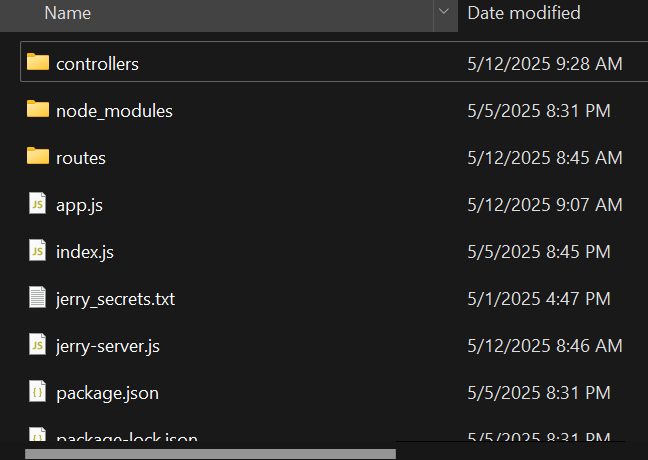 Name Date modified
controllers 5/12/2025 9:28 AM
node_modules 5/5/2025 8:31 PM
routes 5/12/2025 8:45 AM
app.js 5/12/2025 9:07 AM
index.js 5/5/2025 8:45 PM
jerry_secrets.txt 5/1/2025 4:47 PM
jerry-server.js 5/12/2025 8:46 AM
package.json 5/5/2025 8:31 PM
package-lock.json 5/5/2025 8:31 PM